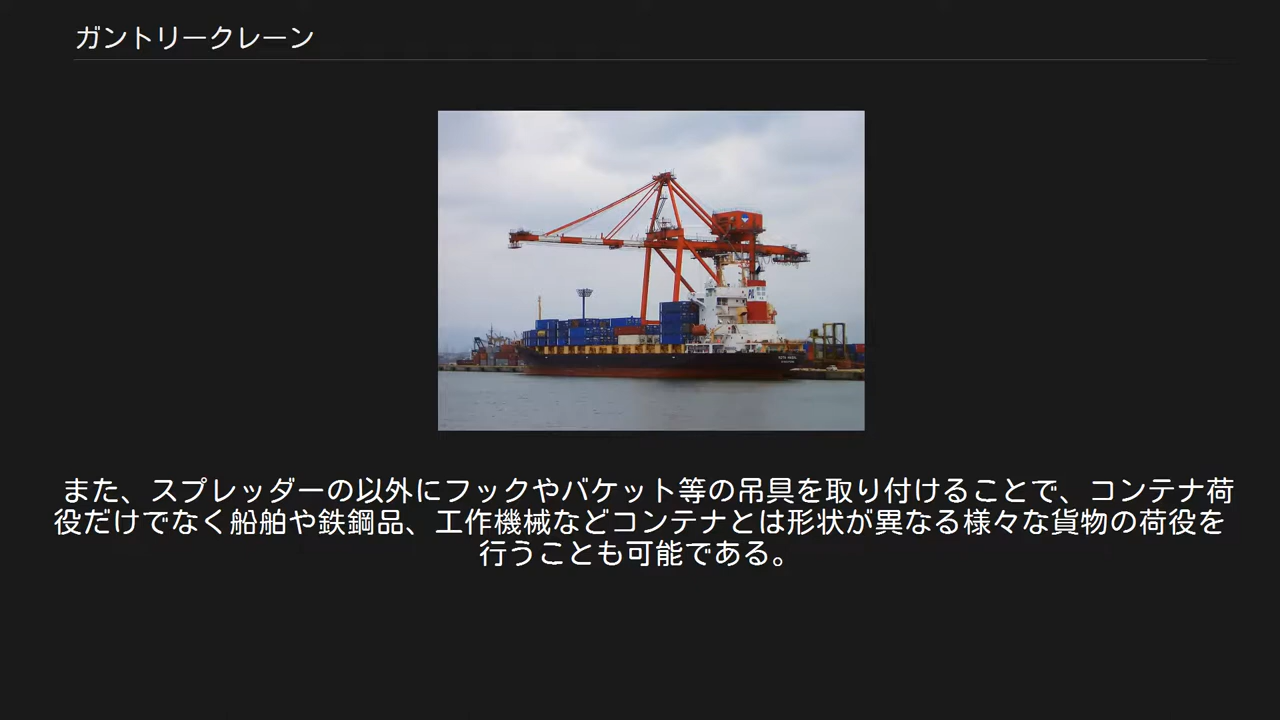 ガントリークレーン
また、スプレッダーの以外にフックやバケット等の吊具を取り付けることで、コンテナ荷
役だけでなく船舶や鉄鋼品、工作機械などコンテナとは形状が異なる様々な貨物の荷役を
行うことも可能である。